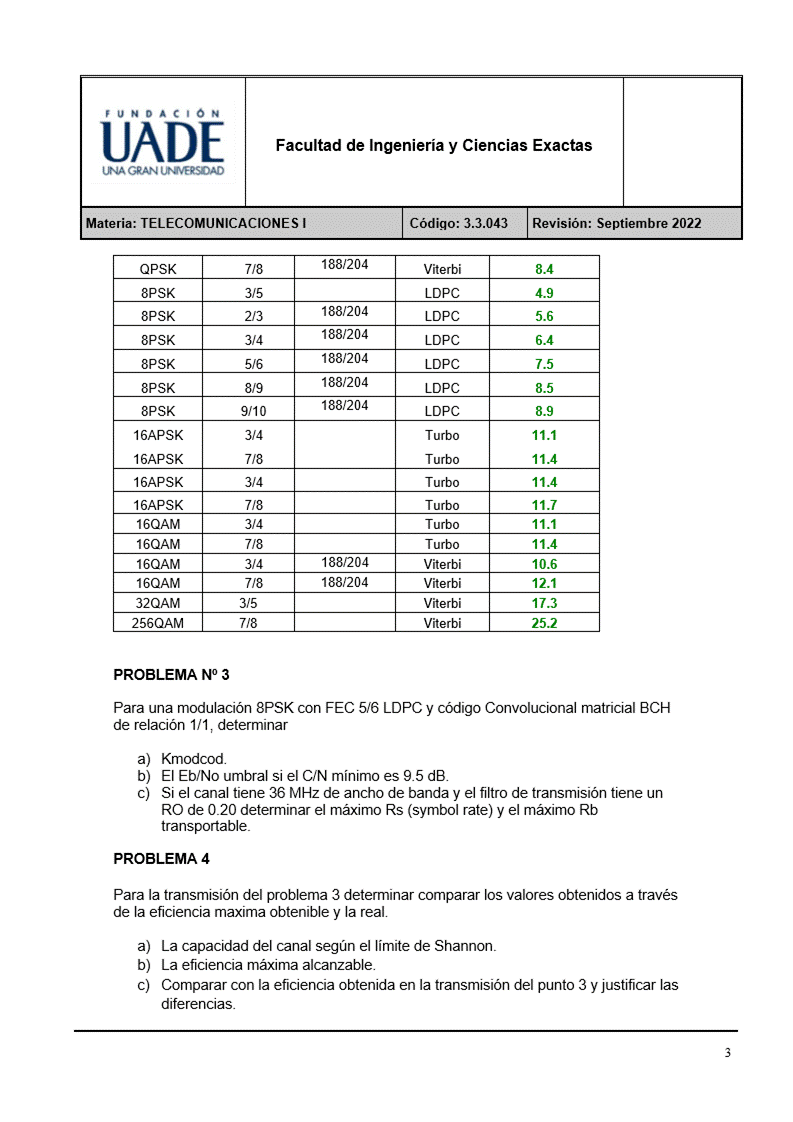 FUNDACIÓN
UADE
UNA GRAN UNIVERSIDAD
Facultad de Ingeniería y Ciencias Exactas
Materia: TELECOMUNICACIONES I Código: 3.3.043 Revisión: Septiembre 2022
QPSK 7/8 188/204 Viterbi 8.4
8PSK 3/5 LDPC 4.9
8PSK 2/3 188/204 LDPC 5.6
8PSK 3/4 188/204 LDPC 6.4
8PSK 5/6 188/204 LDPC 7.5
8PSK 8/9 188/204 LDPC 8.5
8PSK 9/10 188/204 LDPC 8.9
16APSK 3/4 Turbo 11.1
16APSK 7/8 Turbo 11.4
16APSK 3/4 Turbo 11.4
16APSK 7/8 Turbo 11.7
16QAM 3/4 Turbo 11.1
16QAM 7/8 Turbo 11.4
16QAM 3/4 188/204 Viterbi 10.6
16QAM 7/8 188/204 Viterbi 12.1
32QAM 3/5 Viterbi 17.3
256QAM 7/8 Viterbi 25.2
PROBLEMA Nº 3
Para una modulación 8PSK con FEC 5/6 LDPC y código Convolucional matricial BCH
de relación 1/1, determinar
a) Kmodcod.
b) El Eb/No umbral si el C/N mínimo es 9.5 dB.
c) Si el canal tiene 36 MHz de ancho de banda y el filtro de transmisión tiene un
RO de 0.20 determinar el máximo Rs (symbol rate) y el máximo Rb
transportable.
PROBLEMA 4
Para la transmisión del problema 3 determinar comparar los valores obtenidos a través
de la eficiencia maxima obtenible y la real.
a) La capacidad del canal según el límite de Shannon.
b) La eficiencia máxima alcanzable.
c) Comparar con la eficiencia obtenida en la transmisión del punto 3 y justificar las
diferencias.
3